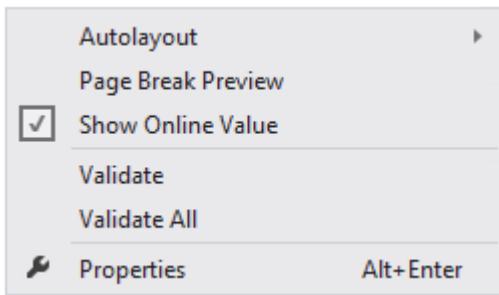 Autolayout
Page Break Preview
Show Online Value
Validate
Validate All
Properties Alt+Enter